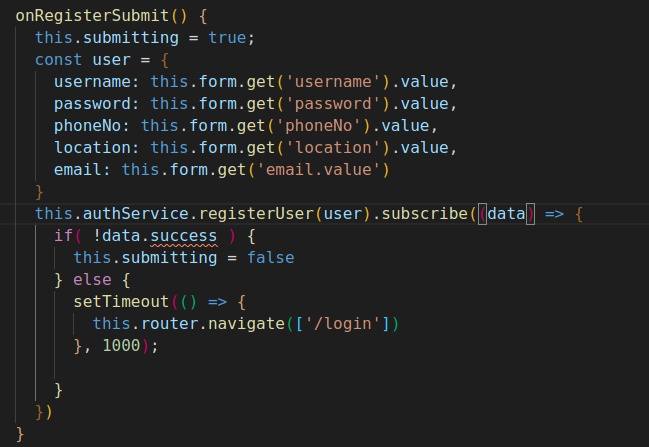 onRegisterSubmit() {
  this.submitting = true;
  const user = {
    username: this.form.get('username').value,
    password: this.form.get('password').value,
    phoneNo: this.form.get('phoneNo').value,
    location: this.form.get('location').value,
    email: this.form.get('email.value')
  }
  this.authService.registerUser(user).subscribe((data) => {
    if( !data.success ) {
      this.submitting = false
    } else {
      setTimeout(() => {
        this.router.navigate(['/login'])
      }, 1000);
    }
  })
}